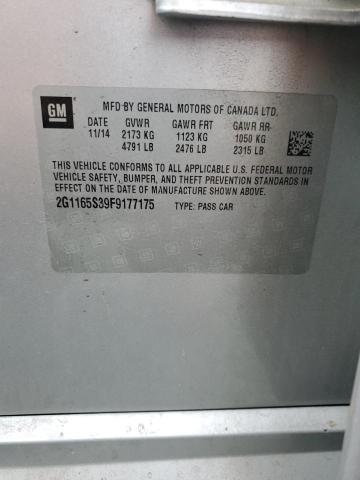 GM
MFD BY GENERAL MOTORS OF CANADA LTD.
DATE GVWR GAWR FRT GAWR RR
11/14 2173 KG 1123 KG 1050 KG
4791 LB 2476 LB 2315 LB
THIS VEHICLE CONFORMS TO ALL APPLICABLE U.S. FEDERAL MOTOR
VEHICLE SAFETY, BUMPER, AND THEFT PREVENTION STANDARDS IN
EFFECT ON THE DATE OF MANUFACTURE SHOWN ABOVE.
2G1165S39F9177175 TYPE: PASS CAR